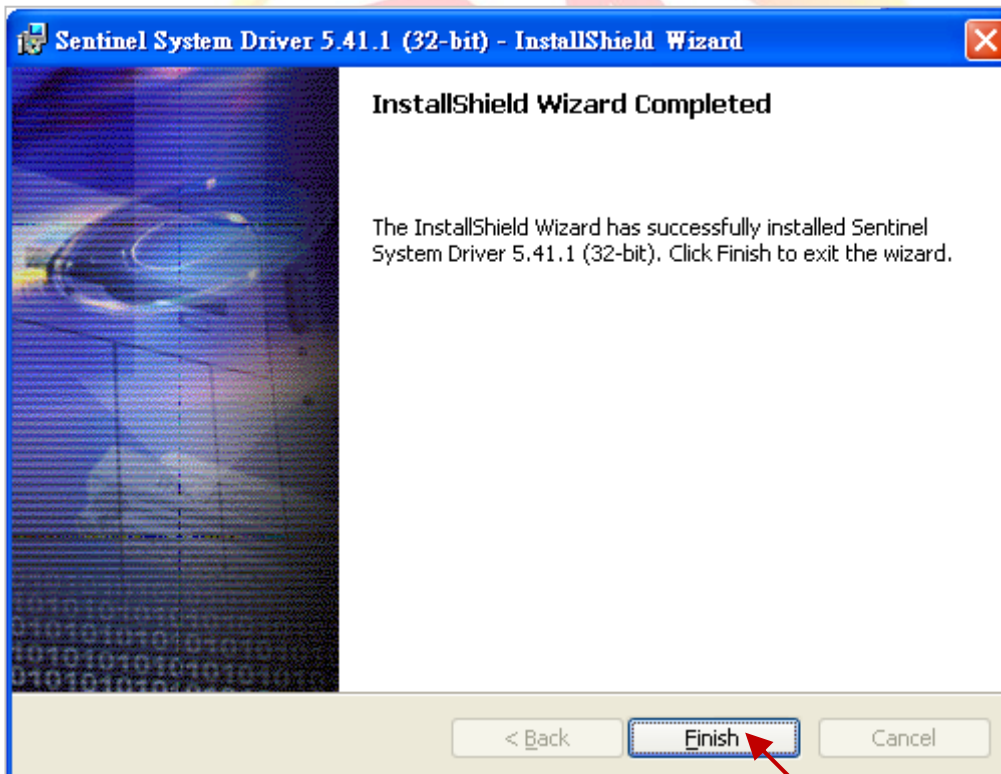 Sentinel System Driver 5.41.1 (32-bit) - InstallShield Wizard
InstallShield Wizard Completed
The InstallShield Wizard has successfully installed Sentinel
System Driver 5.41.1 (32-bit). Click Finish to exit the wizard.
< Back
Finish
Cancel